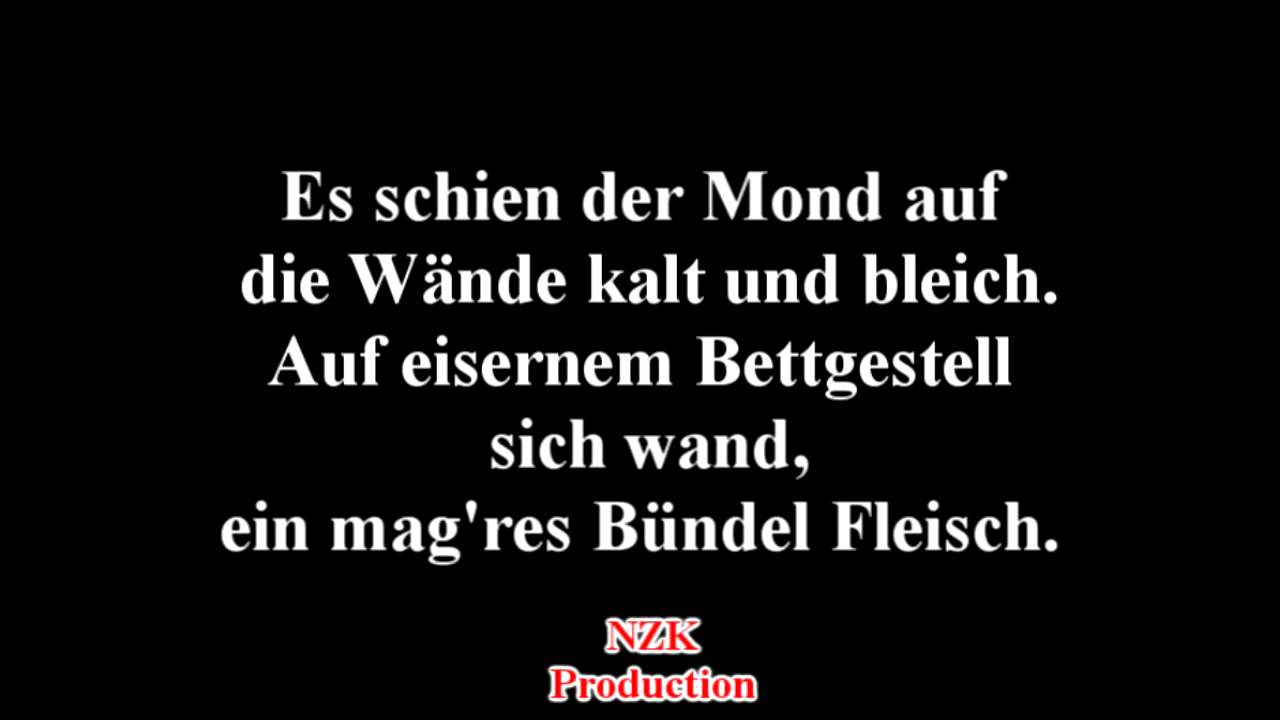 Es schien der Mond auf
die Wände kalt und bleich.
Auf eisernem Bettgestell
sich wand,
ein mag'res Bündel Fleisch.
NZK
Production